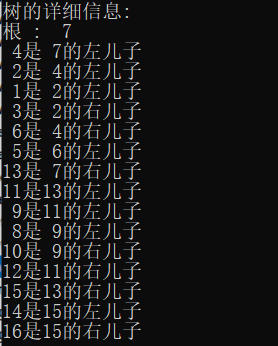 树的详细信息:
根 :  7
 4是 7的左儿子
 2是 4的左儿子
 1是 2的左儿子
 3是 2的右儿子
 6是 4的右儿子
 5是 6的左儿子
13是 7的右儿子
11是13的左儿子
 9是11的左儿子
 8是 9的左儿子
10是 9的右儿子
12是11的右儿子
15是13的右儿子
14是15的左儿子
16是15的右儿子